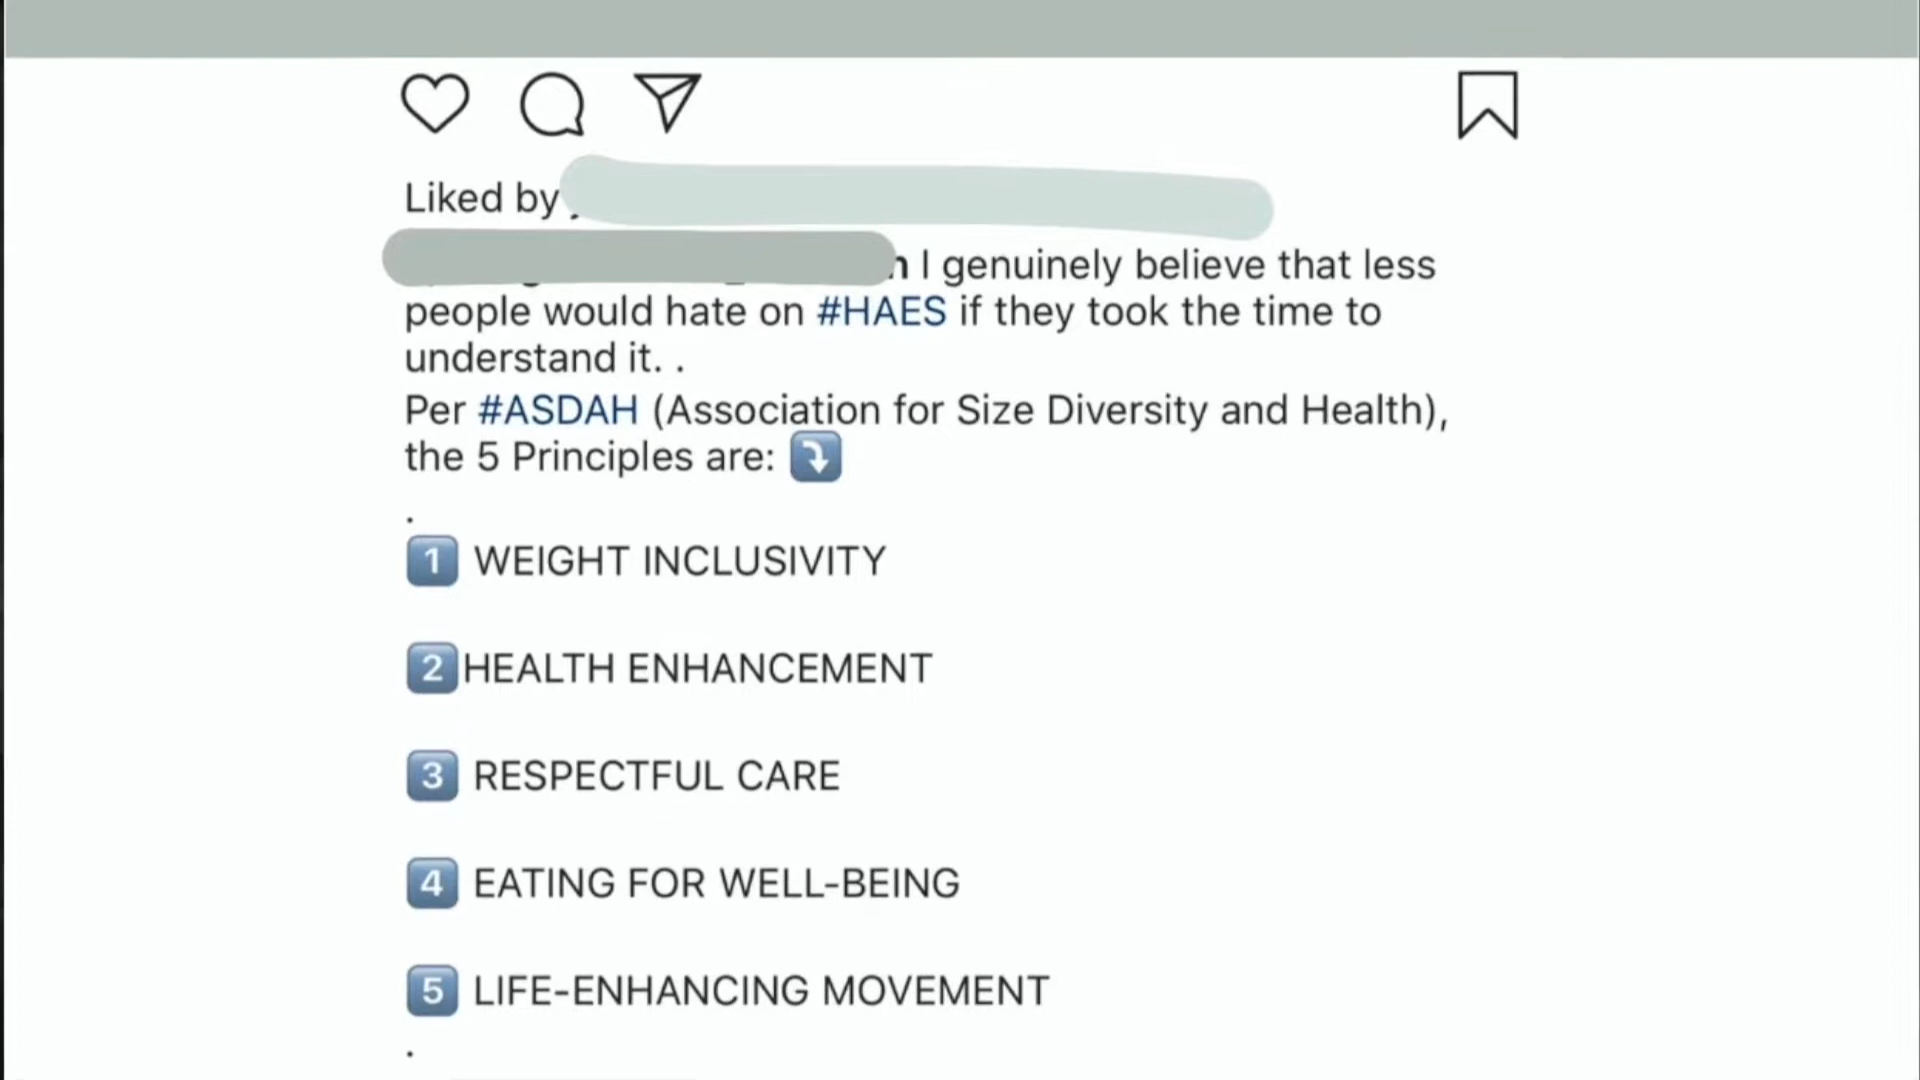 Liked by
I genuinely believe that less
people would hate on #HAES if they took the time to
understand it. .
Per #ASDAH (Association for Size Diversity and Health),
the 5 Principles are: ⤵️
.
1️⃣ WEIGHT INCLUSIVITY
2️⃣HEALTH ENHANCEMENT
3️⃣ RESPECTFUL CARE
4️⃣ EATING FOR WELL-BEING
5️⃣ LIFE-ENHANCING MOVEMENT
.